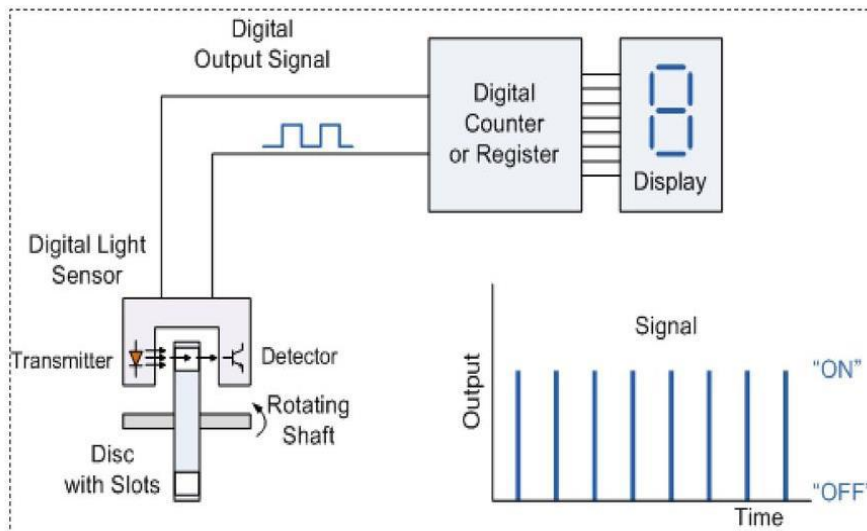 Digital
Output Signal
Digital
Counter
or Register
Display
Digital Light
Sensor
Transmitter
Detector
Rotating
Shaft
Disc
with Slots
Signal
Output
"ON"
"OFF"
Time